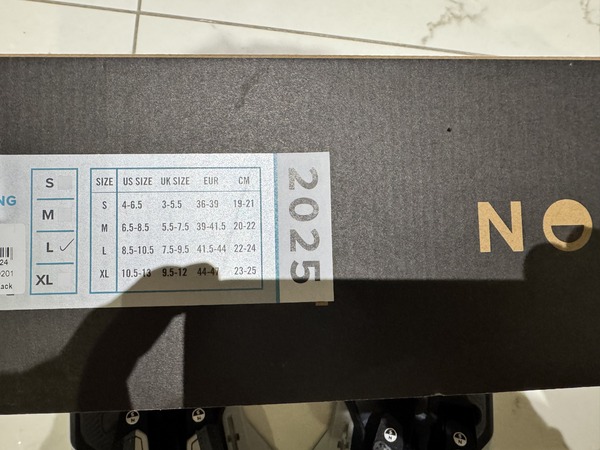 NG
24
201
ack
S
M
L ✓
XL
SIZE US SIZE UK SIZE EUR CM
S 4-6.5 3-5.5 36-39 19-21
M 6.5-8.5 5.5-7.5 39-41.5 20-22
L 8.5-10.5 7.5-9.5 41.5-44 22-24
XL 10.5-13 9.5-12 44-47 23-25
2025
NO